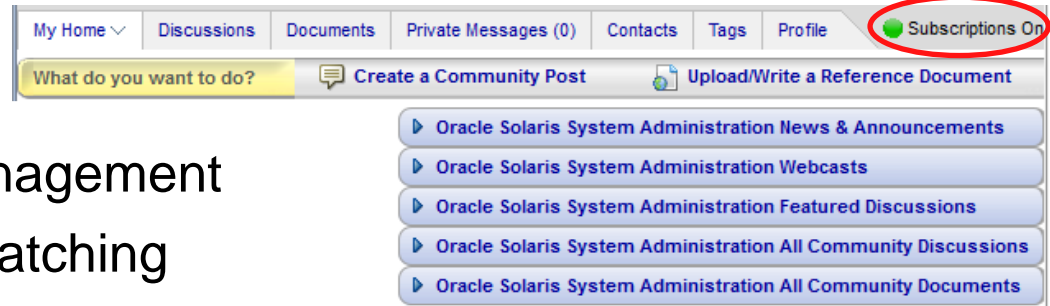 My Home Discussions Documents Private Messages (0) Contacts Tags Profile Subscriptions On
What do you want to do? Create a Community Post Upload/Write a Reference Document
Oracle Solaris System Administration News & Announcements
Oracle Solaris System Administration Webcasts
nagement
Oracle Solaris System Administration Featured Discussions
Oracle Solaris System Administration All Community Discussions
atching
Oracle Solaris System Administration All Community Documents